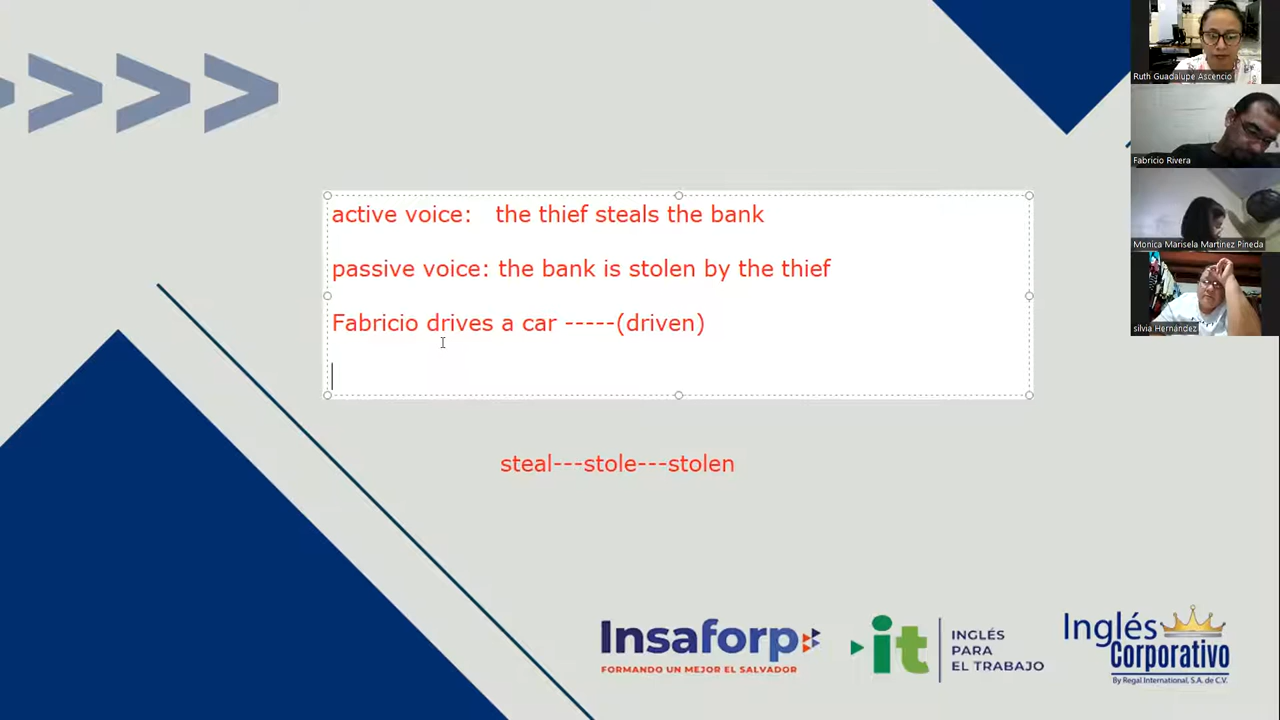 active voice: the thief steals the bank
passive voice: the bank is stolen by the thief
Fabricio drives a car -----(driven)
steal---stole---stolen
Insaforp
FORMANDO UN MEJOR EL SALVADOR
it
INGLÉS
PARA
EL TRABAJO
Inglés
Corporativo
By Regal International, S.A. de C.V.
Ruth Guadalupe Ascencio
Fabricio Rivera
Monica Marisela Martinez Pineda
silvia Hernández